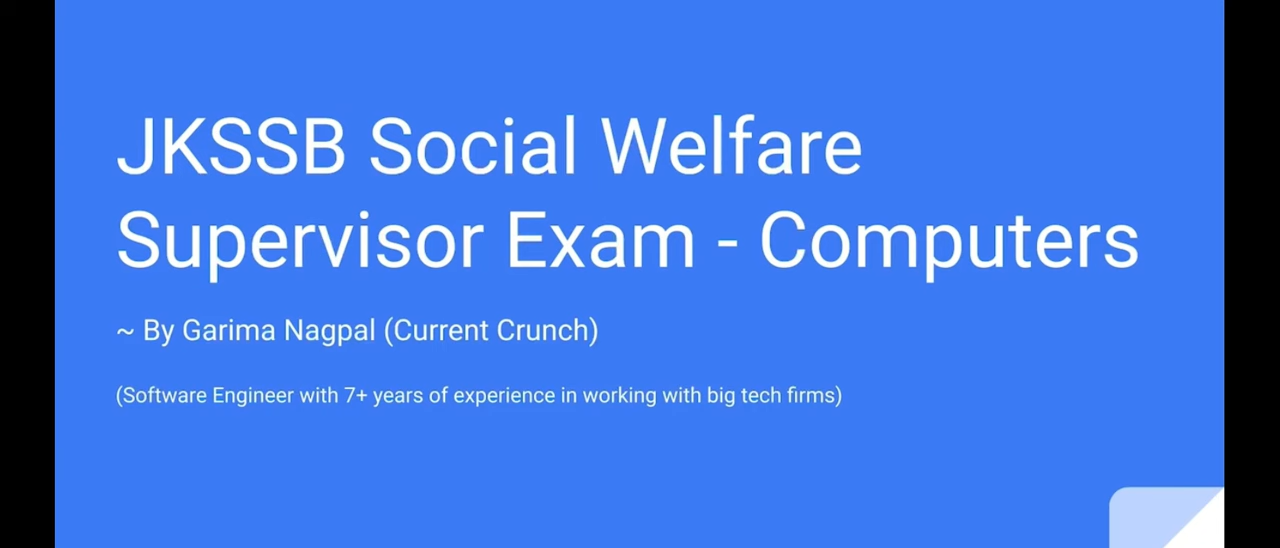 JKSSB Social Welfare
Supervisor Exam - Computers
~ By Garima Nagpal (Current Crunch)
(Software Engineer with 7+ years of experience in working with big tech firms)